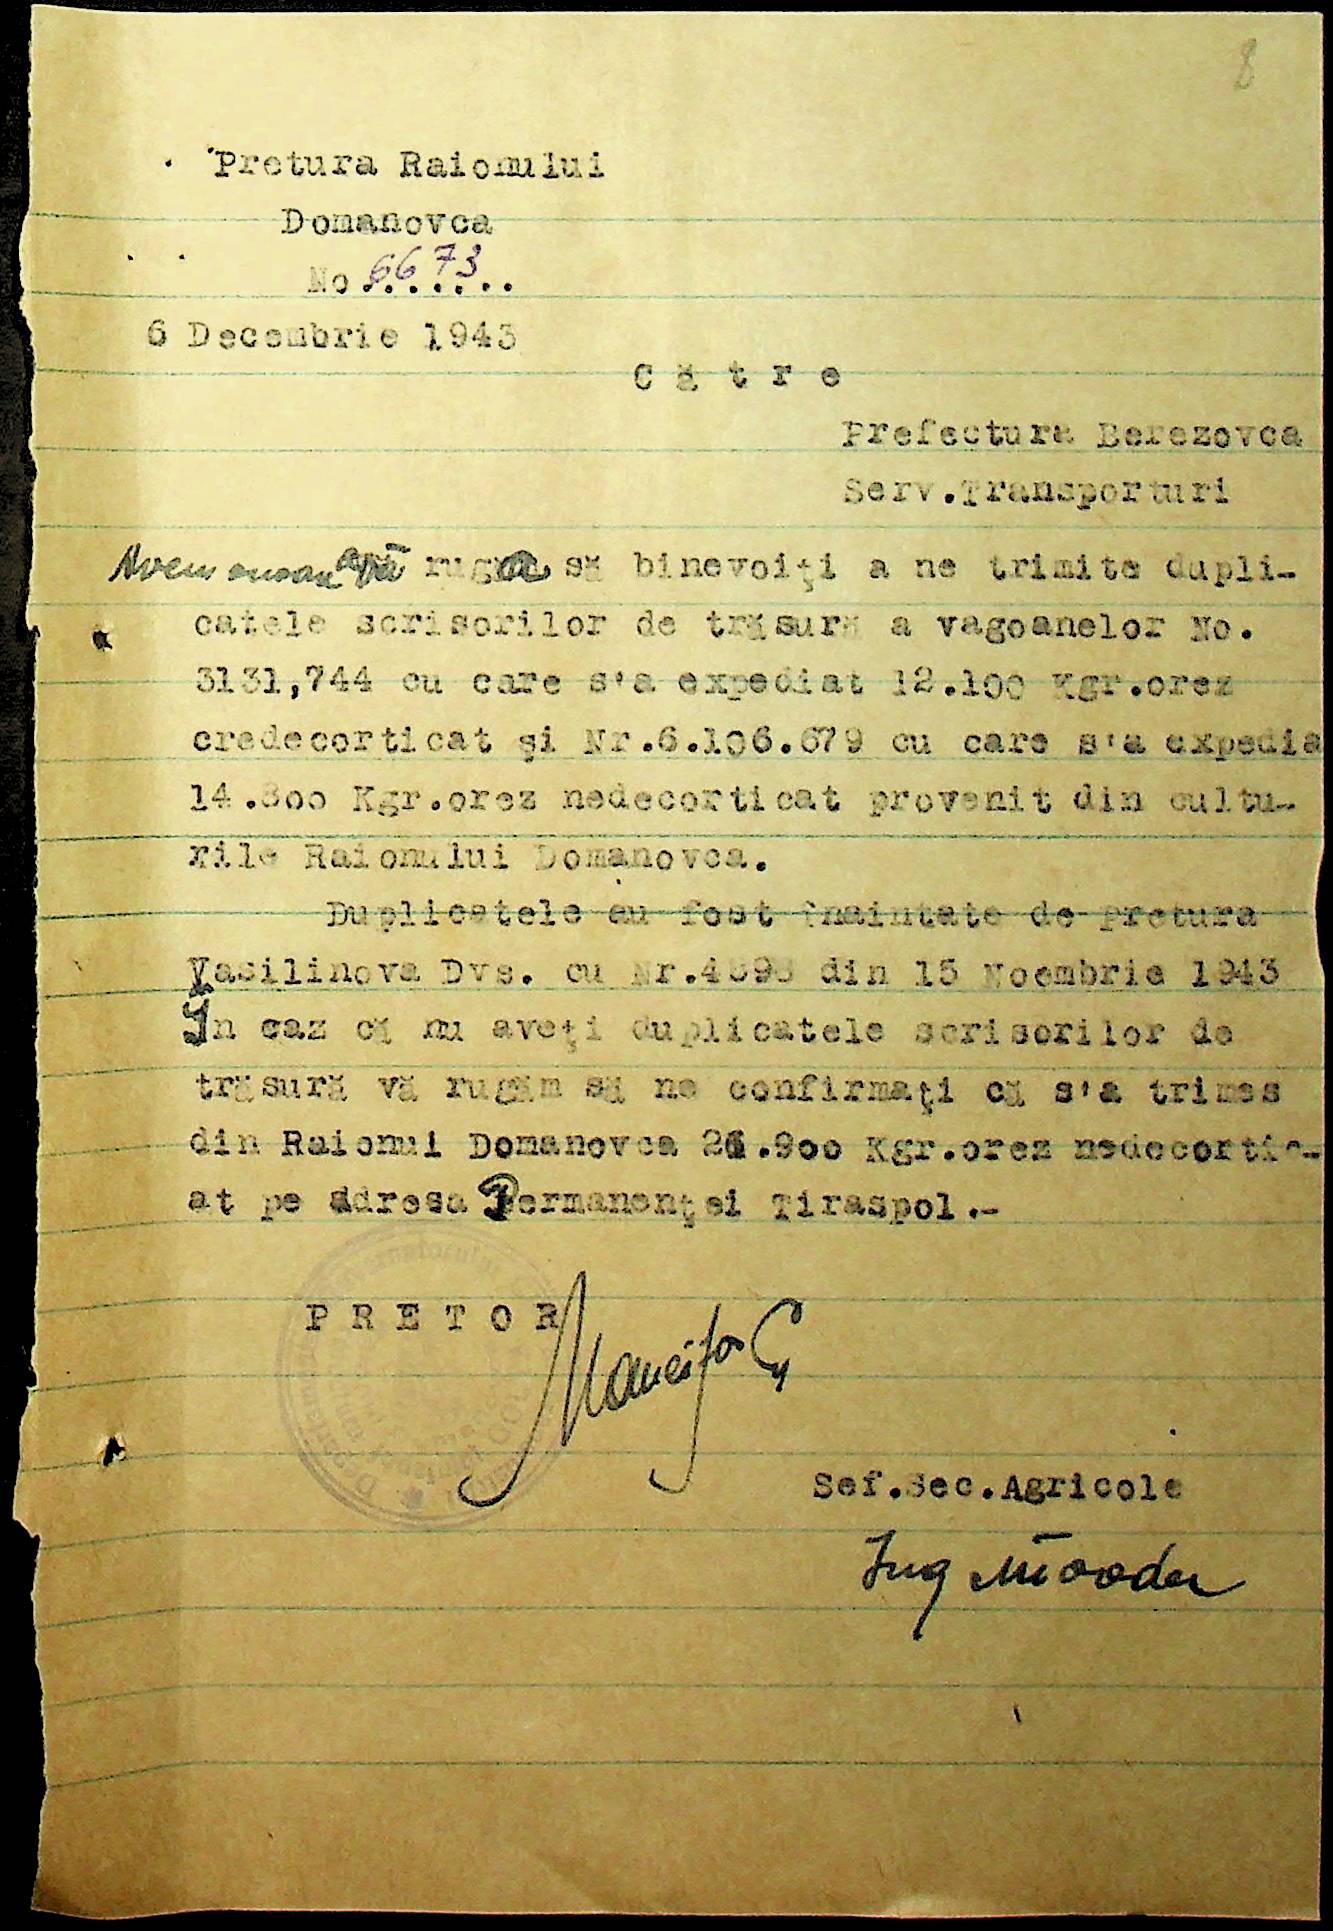 8
Pretura Raionului
Domanovca
No 6673
6 Decembrie 1943
C ă t r e
Prefectura Berezovca
Serv.Transporturi
Avem onoare a vă ruga să binevoiţi a ne trimite dupli-
catele scrisorilor de trăsură a vagoanelor No.
3131,744 cu care s'a expediat 12.100 Kgr.orez
credecorticat şi Nr.6.106.679 cu care s'a expedia
14.800 Kgr.orez nedecorticat provenit din cultu-
rile Raionului Domanovca.
Duplicatele au fost înaintate de Pretura
Vasilinova Dvs. cu Nr. din 15 Noembrie 1943
In caz că nu aveţi duplicatele scrisorilor de
trăsură vă rugăm să ne confirmaţi că s'a trimes
din Raionul Domanovca 26.900 Kgr.orez nedecortic-
at pe adresa Permanenţei Tiraspol.-
P R E T O R
Sef.Sec.Agricole
Ing